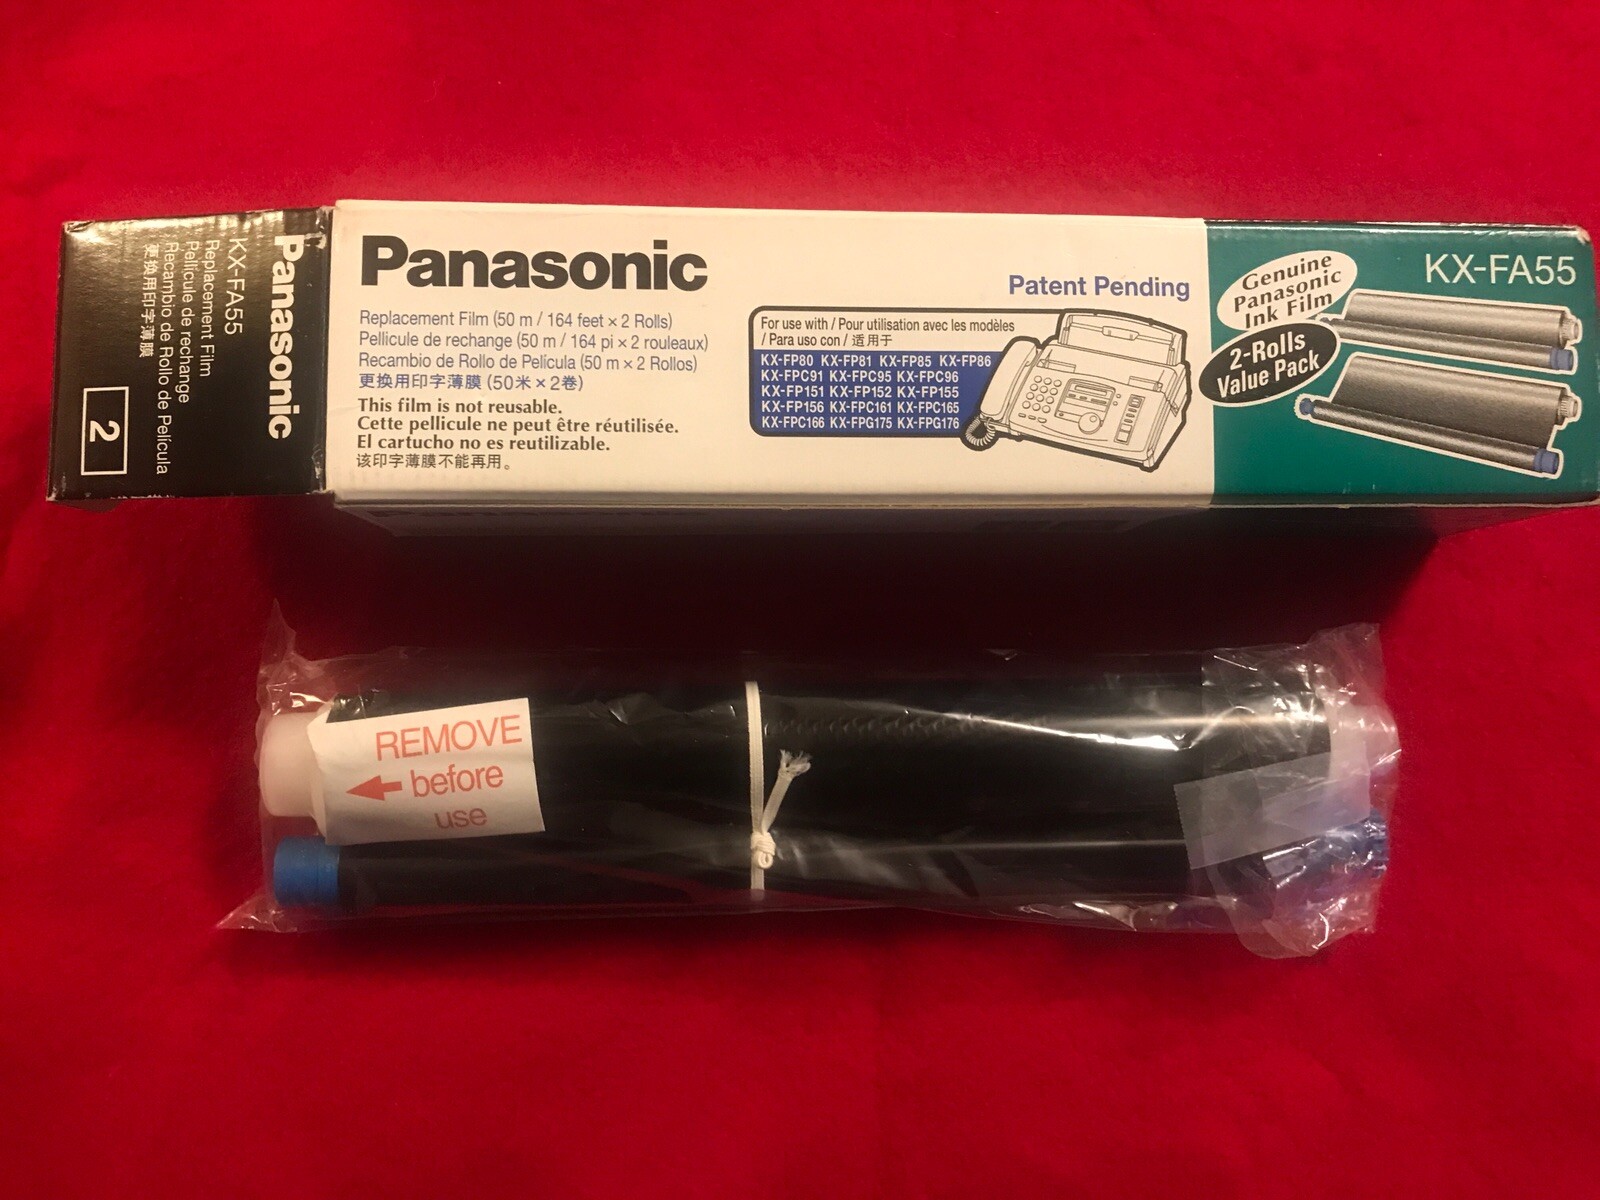 Panasonic
KX-FA55
Replacement Film
Pellicule de rechange
Recambio de Rollo de Película
更换用印字薄膜
2
Panasonic
Replacement Film (50 m / 164 feet × 2 Rolls)
Pellicule de rechange (50 m / 164 pi × 2 rouleaux)
Recambio de Rollo de Película (50 m × 2 Rollos)
更换用印字薄膜 (50米×2卷)
This film is not reusable.
Cette pellicule ne peut être réutilisée.
El cartucho no es reutilizable.
该印字薄膜不能再用。
Patent Pending
For use with / Pour utilisation avec les modèles
/ Para uso con / 适用于
KX-FP80 KX-FP81 KX-FP85 KX-FP86
KX-FPC91 KX-FPC95 KX-FPC96
KX-FP151 KX-FP152 KX-FP155
KX-FP156 KX-FPC161 KX-FPC165
KX-FPC166 KX-FPG175 KX-FPG176
Genuine
Panasonic
Ink Film
2-Rolls
Value Pack
KX-FA55
REMOVE
before
use